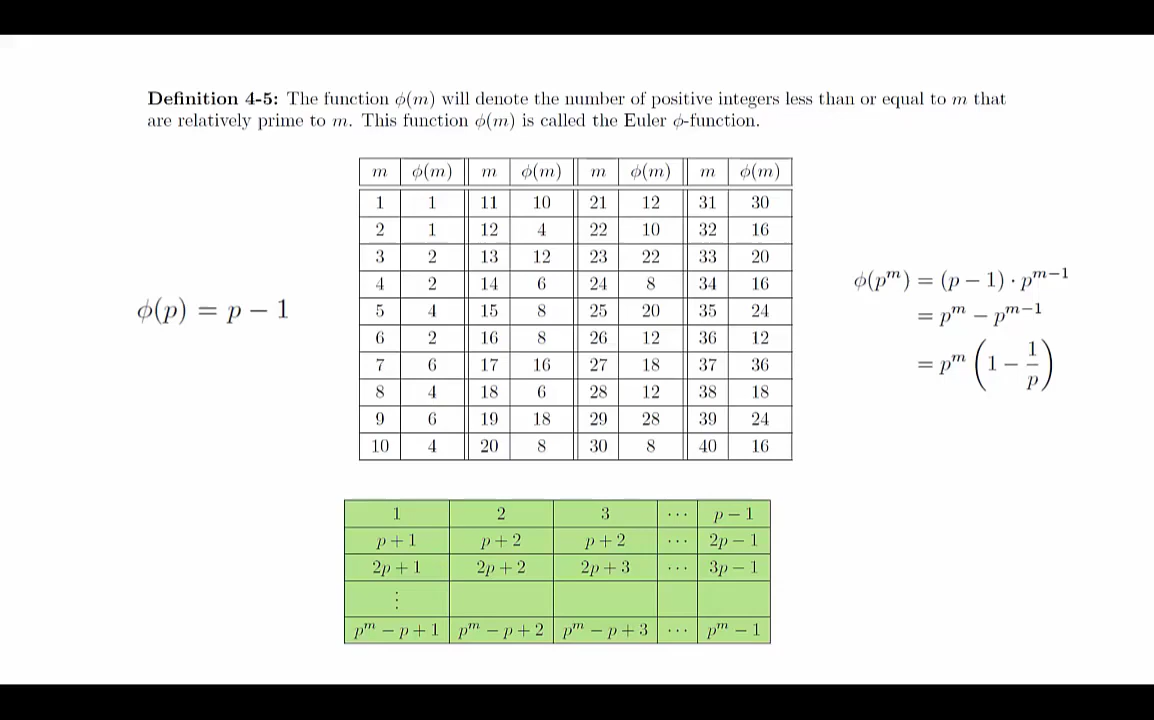 Definition 4-5: The function ϕ(m) will denote the number of positive integers less than or equal to m that
are relatively prime to m. This function ϕ(m) is called the Euler ϕ-function.
m ϕ(m) m ϕ(m) m ϕ(m) m ϕ(m)
1 1 11 10 21 12 31 30
2 1 12 4 22 10 32 16
3 2 13 12 23 22 33 20
4 2 14 6 24 8 34 16
5 4 15 8 25 20 35 24
6 2 16 8 26 12 36 12
7 6 17 16 27 18 37 36
8 4 18 6 28 12 38 18
9 6 19 18 29 28 39 24
10 4 20 8 30 8 40 16
ϕ(p) = p − 1
ϕ(p^m) = (p − 1) · p^{m−1}
= p^m − p^{m−1}
= p^m (1 − 1/p)
1 2 3 ⋯ p − 1
p + 1 p + 2 p + 2 ⋯ 2p − 1
2p + 1 2p + 2 2p + 3 ⋯ 3p − 1
⋮
p^m − p + 1 p^m − p + 2 p^m − p + 3 ⋯ p^m − 1